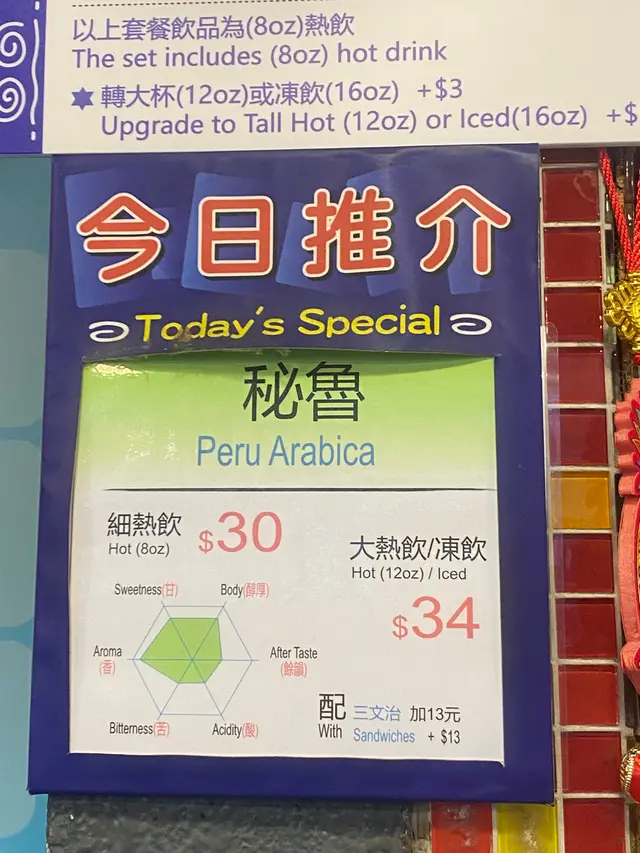 以上套餐飲品為(8oz)熱飲
The set includes (8oz) hot drink
轉大杯(12oz)或凍飲(16oz) +$3
Upgrade to Tall Hot (12oz) or Iced(16oz) +$
今日推介
Today's Special
秘魯
Peru Arabica
細熱飲
Hot (8oz)
$30
大熱飲/凍飲
Hot (12oz) / Iced
$34
Sweetness(甘)
Body(醇厚)
Aroma
(香)
After Taste
(餘韻)
Bitterness(苦)
Acidity(酸)
配 三文治 加13元
With Sandwiches + $13